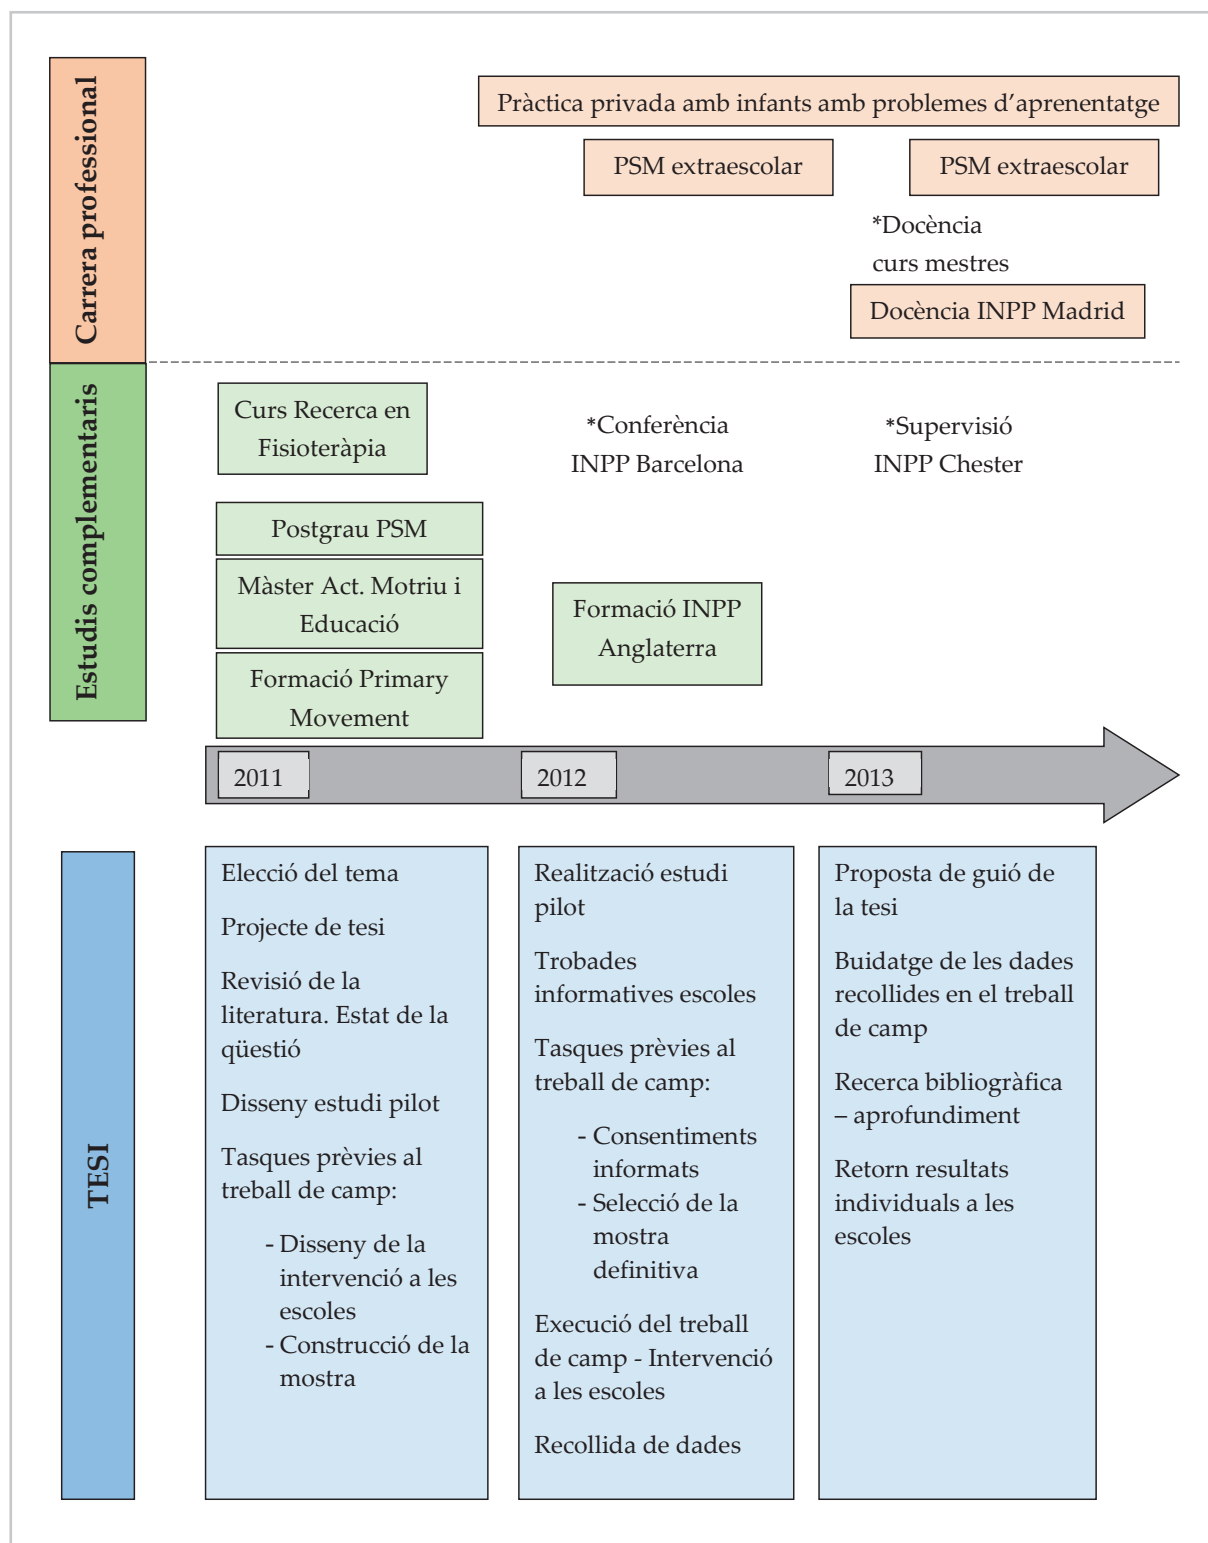 Carrera professional
Pràctica privada amb infants amb problemes d'aprenentatge
PSM extraescolar
PSM extraescolar
*Docència
curs mestres
Docència INPP Madrid
Estudis complementaris
Curs Recerca en
Fisioteràpia
*Conferència
INPP Barcelona
*Supervisió
INPP Chester
Postgrau PSM
Màster Act. Motriu i
Educació
Formació Primary
Movement
Formació INPP
Anglaterra
2011
2012
2013
TESI
Elecció del tema
Projecte de tesi
Revisió de la
literatura. Estat de la
qüestió
Disseny estudi pilot
Tasques prèvies al
treball de camp:
- Disseny de la
intervenció a les
escoles
- Construcció de la
mostra
Realització estudi
pilot
Trobades
informatives escoles
Tasques prèvies al
treball de camp:
- Consentiments
informats
- Selecció de la
mostra
definitiva
Execució del treball
de camp - Intervenció
a les escoles
Recollida de dades
Proposta de guió de
la tesi
Buidatge de les dades
recollides en el treball
de camp
Recerca bibliogràfica
– aprofundiment
Retorn resultats
individuals a les
escoles